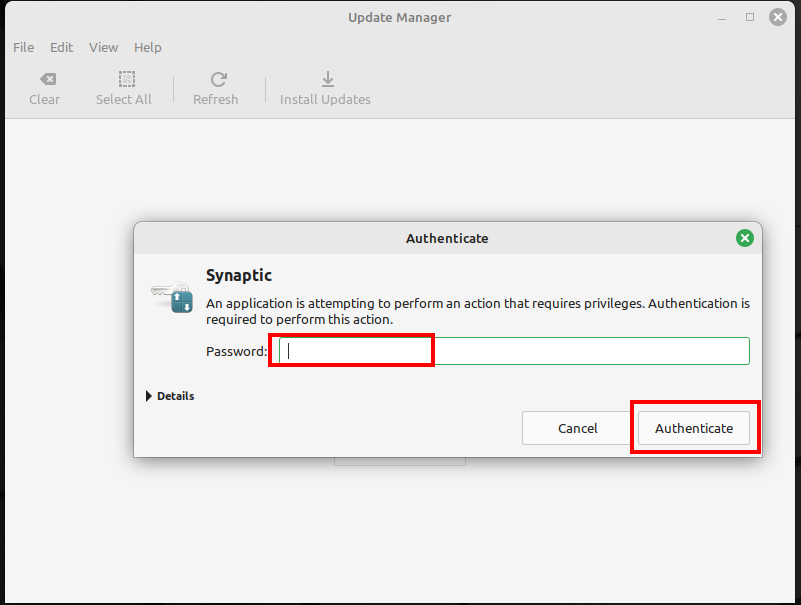 Update Manager
File Edit View Help
Clear Select All Refresh Install Updates
Authenticate
Synaptic
An application is attempting to perform an action that requires privileges. Authentication is
required to perform this action.
Password:
Details
Cancel Authenticate